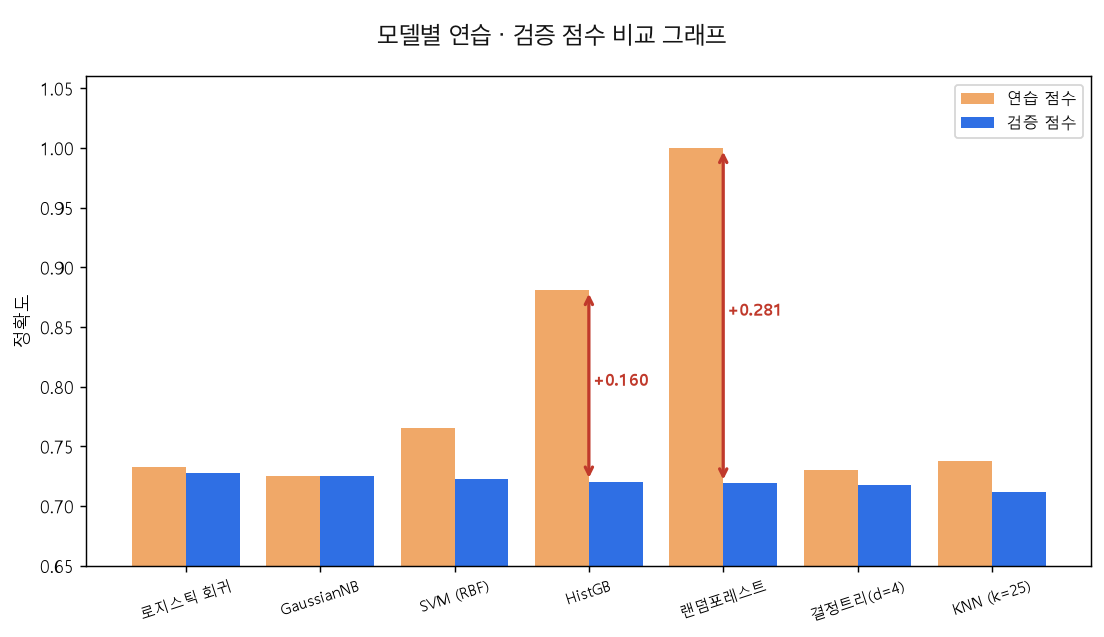 모델별 연습 · 검증 점수 비교 그래프
연습 점수
검증 점수
정확도
1.05
1.00
0.95
0.90
0.85
0.80
0.75
0.70
0.65
+0.160
+0.281
로지스틱 회귀
GaussianNB
SVM (RBF)
HistGB
랜덤포레스트
결정트리(d=4)
KNN (k=25)